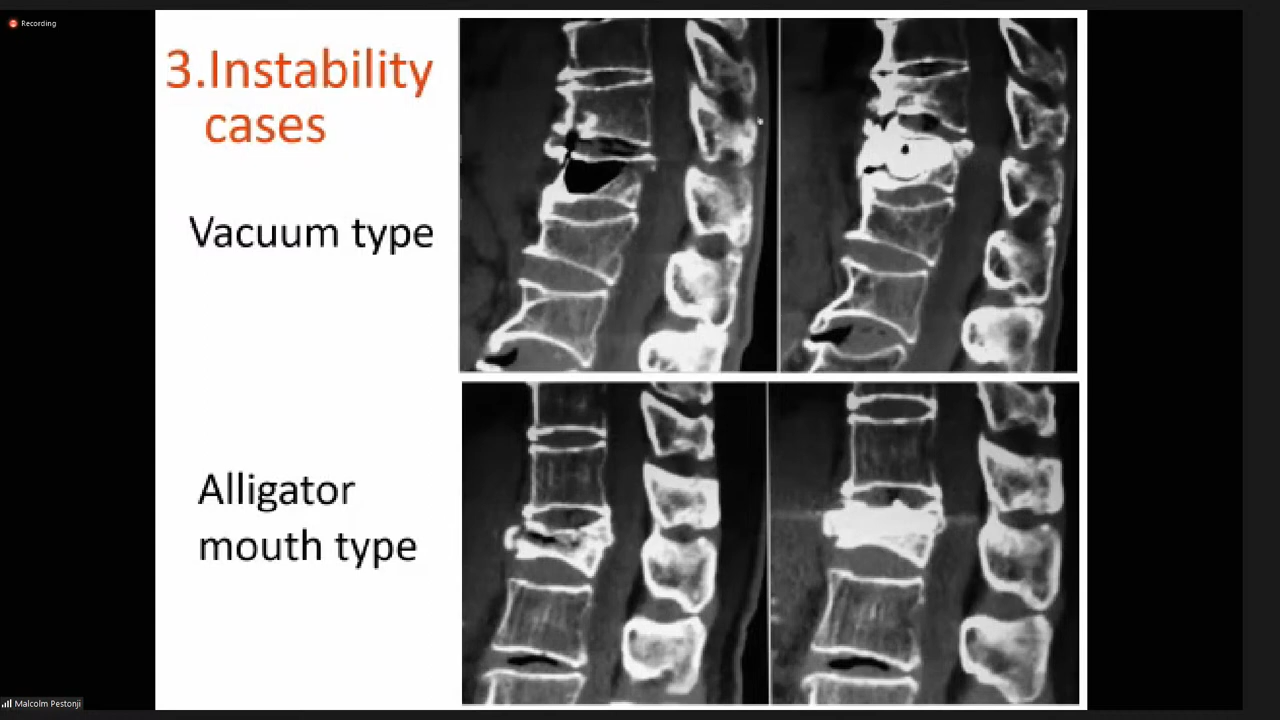 Recording
3.Instability
cases
Vacuum type
Alligator
mouth type
Malcolm Pestonji